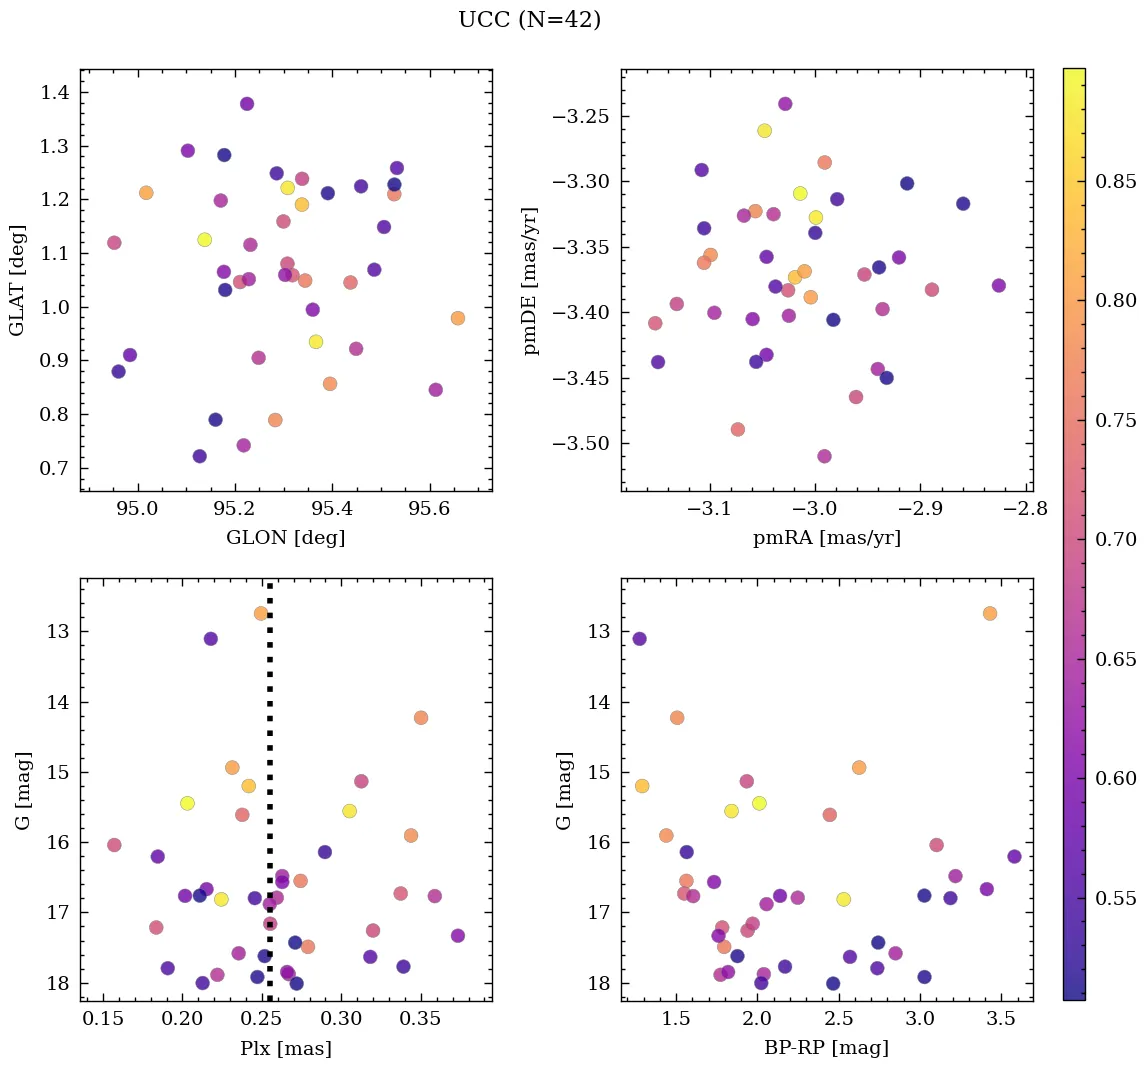 UCC (N=42)
1.4
1.3
1.2
1.1
1.0
0.9
0.8
0.7
GLAT [deg]
95.0 95.2 95.4 95.6
GLON [deg]
−3.25
−3.30
−3.35
−3.40
−3.45
−3.50
pmDE [mas/yr]
−3.1 −3.0 −2.9 −2.8
pmRA [mas/yr]
13
14
15
16
17
18
G [mag]
0.15 0.20 0.25 0.30 0.35
Plx [mas]
13
14
15
16
17
18
G [mag]
1.5 2.0 2.5 3.0 3.5
BP-RP [mag]
0.85
0.80
0.75
0.70
0.65
0.60
0.55